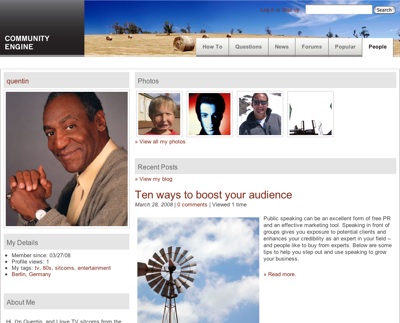 Log in or Sign up
Search
COMMUNITY
ENGINE
How To
Questions
News
Forums
Popular
People
quentin
Photos
» View all my photos
Recent Posts
» View my blog.
Ten ways to boost your audience
March 28, 2008 | 0 comments | Viewed 1 time
Public speaking can be an excellent form of free PR
and an effective marketing tool. Speaking in front of
groups gives you exposure to potential clients and
enhances your credibility as an expert in your field –
and people like to buy from experts. Below are some
tips to help you step out and use speaking to grow
your business.
» Read more.
My Details
Member since: 03/27/08
Profile views: 1
My tags: tv, 80s, sitcoms, entertainment
Berlin, Germany
About Me
Hi, I'm Quentin, and I love TV sitcoms from the